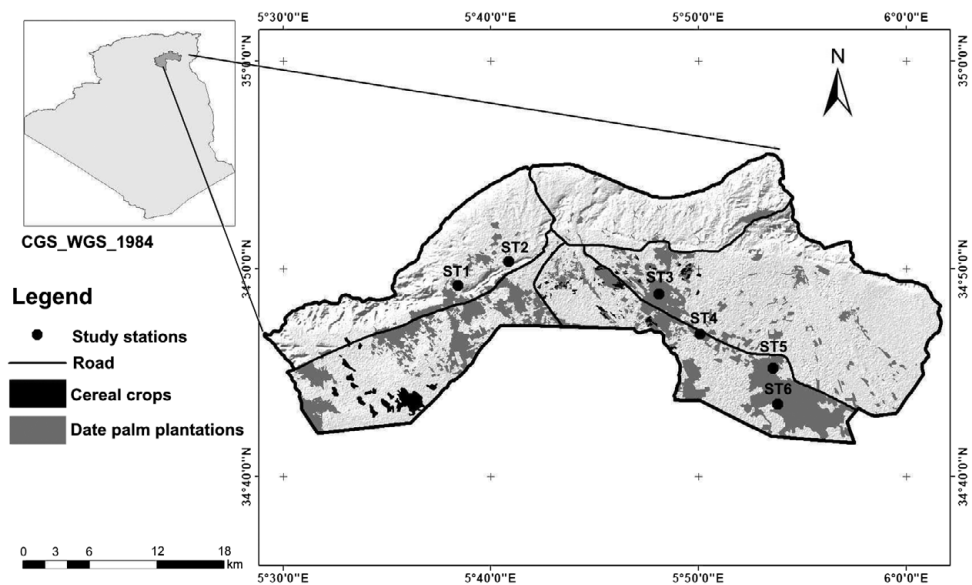 5°30'0"E 5°40'0"E 5°50'0"E 6°0'0"E
35°0'0"N 35°0'0"N
N
CGS_WGS_1984
ST2
ST1
34°50'0"N 34°50'0"N
ST3
ST4
ST5
ST6
Legend
Study stations
Road
Cereal crops
Date palm plantations
34°40'0"N 34°40'0"N
0 3 6 12 18
km
5°30'0"E 5°40'0"E 5°50'0"E 6°0'0"E